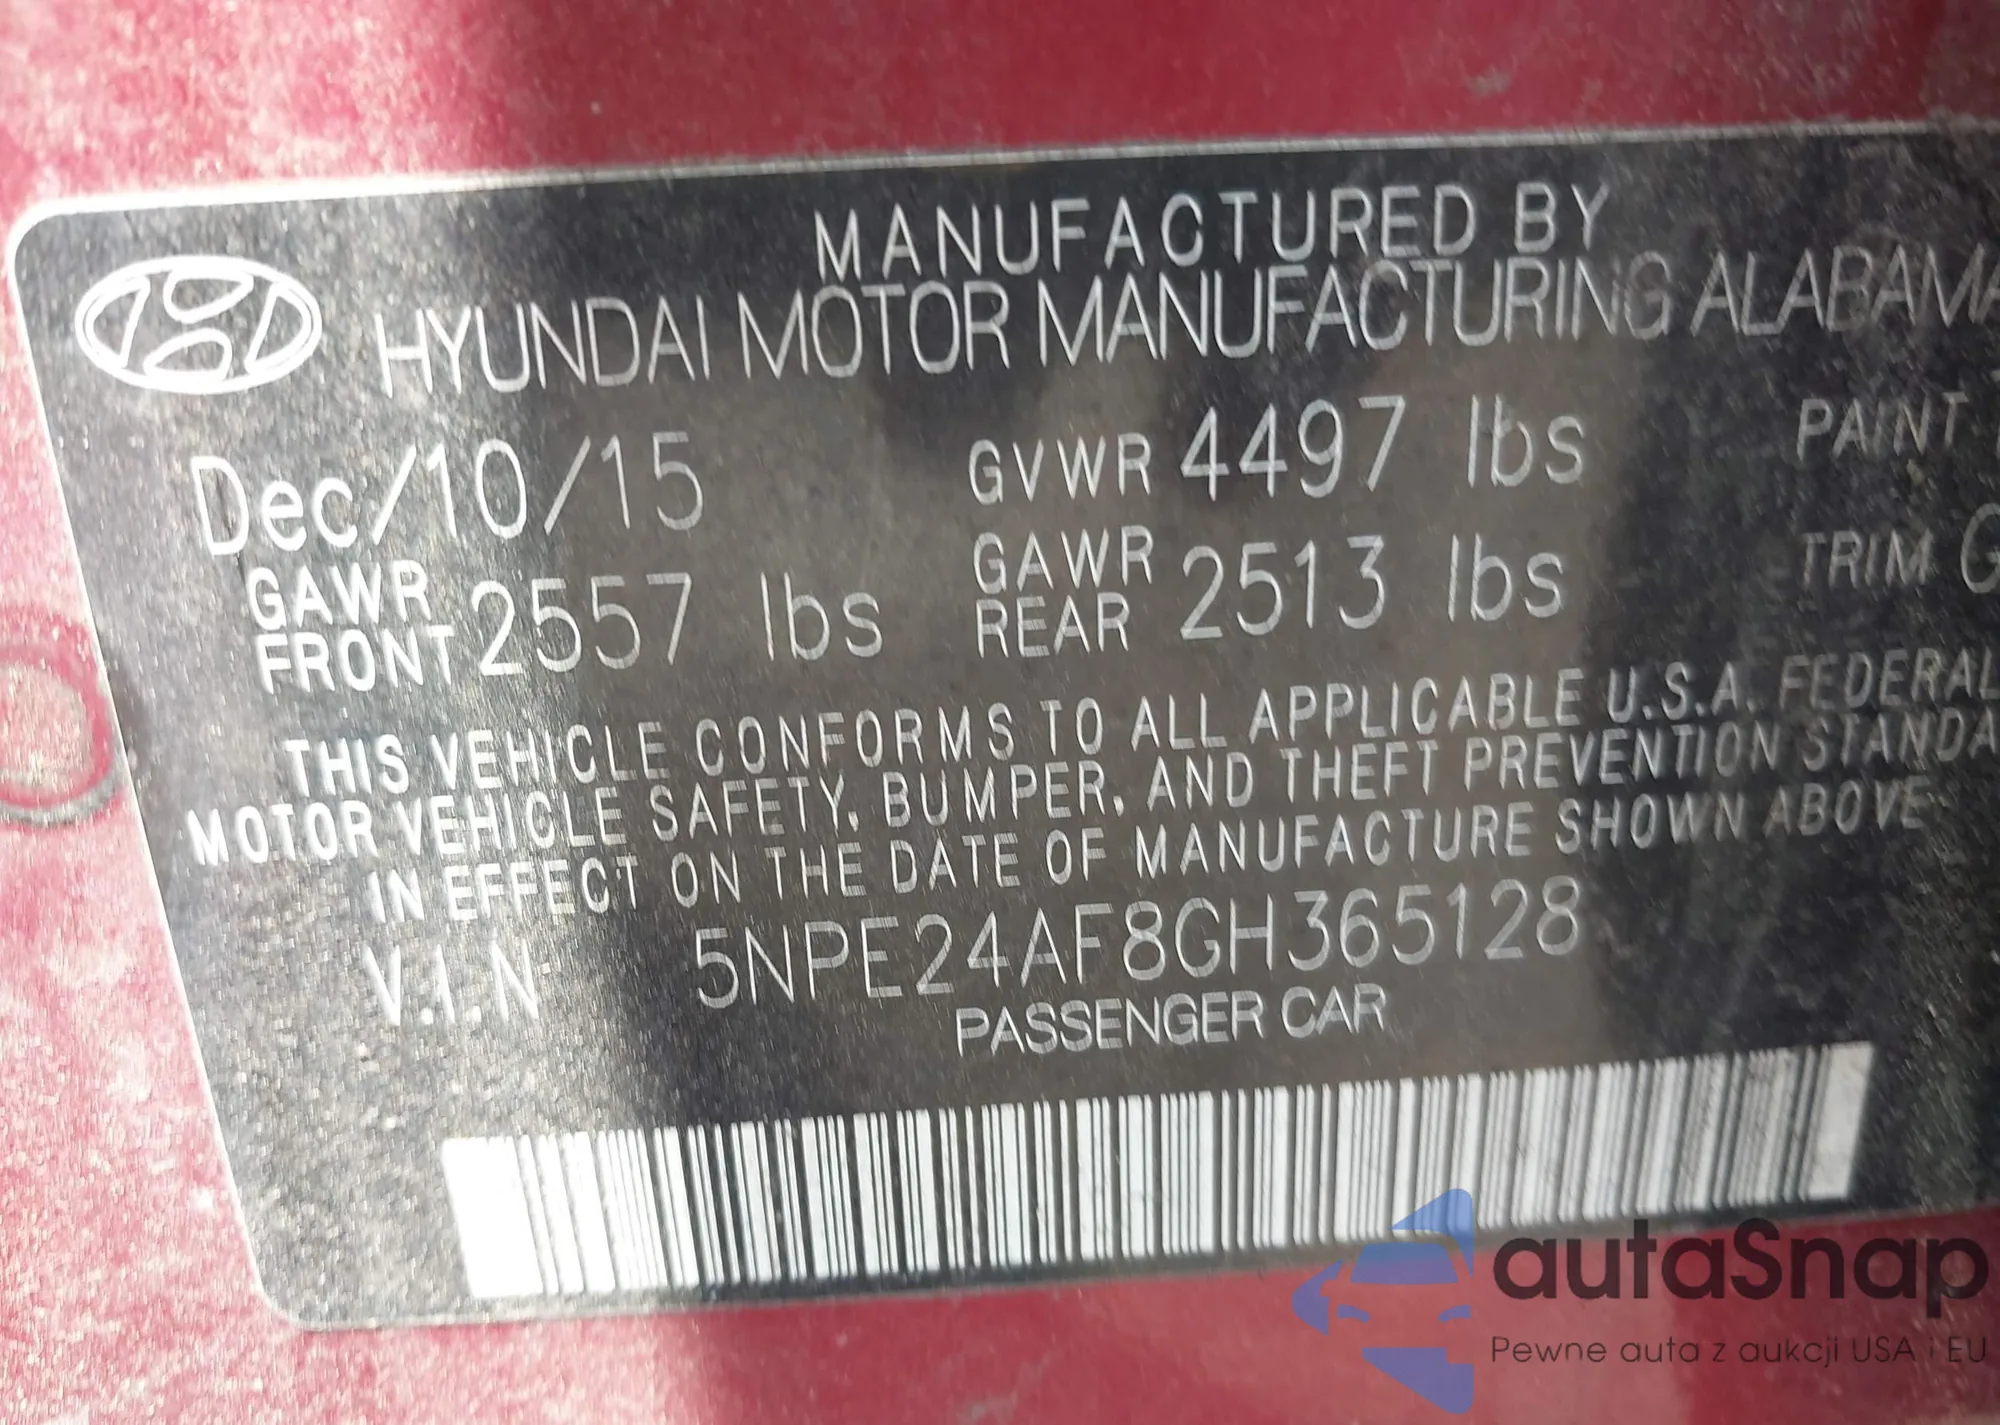 MANUFACTURED BY
HYUNDAI MOTOR MANUFACTURING ALABAMA
Dec/10/15 GVWR 4497 lbs PAINT
GAWR FRONT 2557 lbs GAWR REAR 2513 lbs TRIM
THIS VEHICLE CONFORMS TO ALL APPLICABLE U.S.A. FEDERAL
MOTOR VEHICLE SAFETY, BUMPER, AND THEFT PREVENTION STANDA
IN EFFECT ON THE DATE OF MANUFACTURE SHOWN ABOVE
V.I.N 5NPE24AF8GH365128
PASSENGER CAR
autaSnap
Pewne auta z aukcji USA i EU